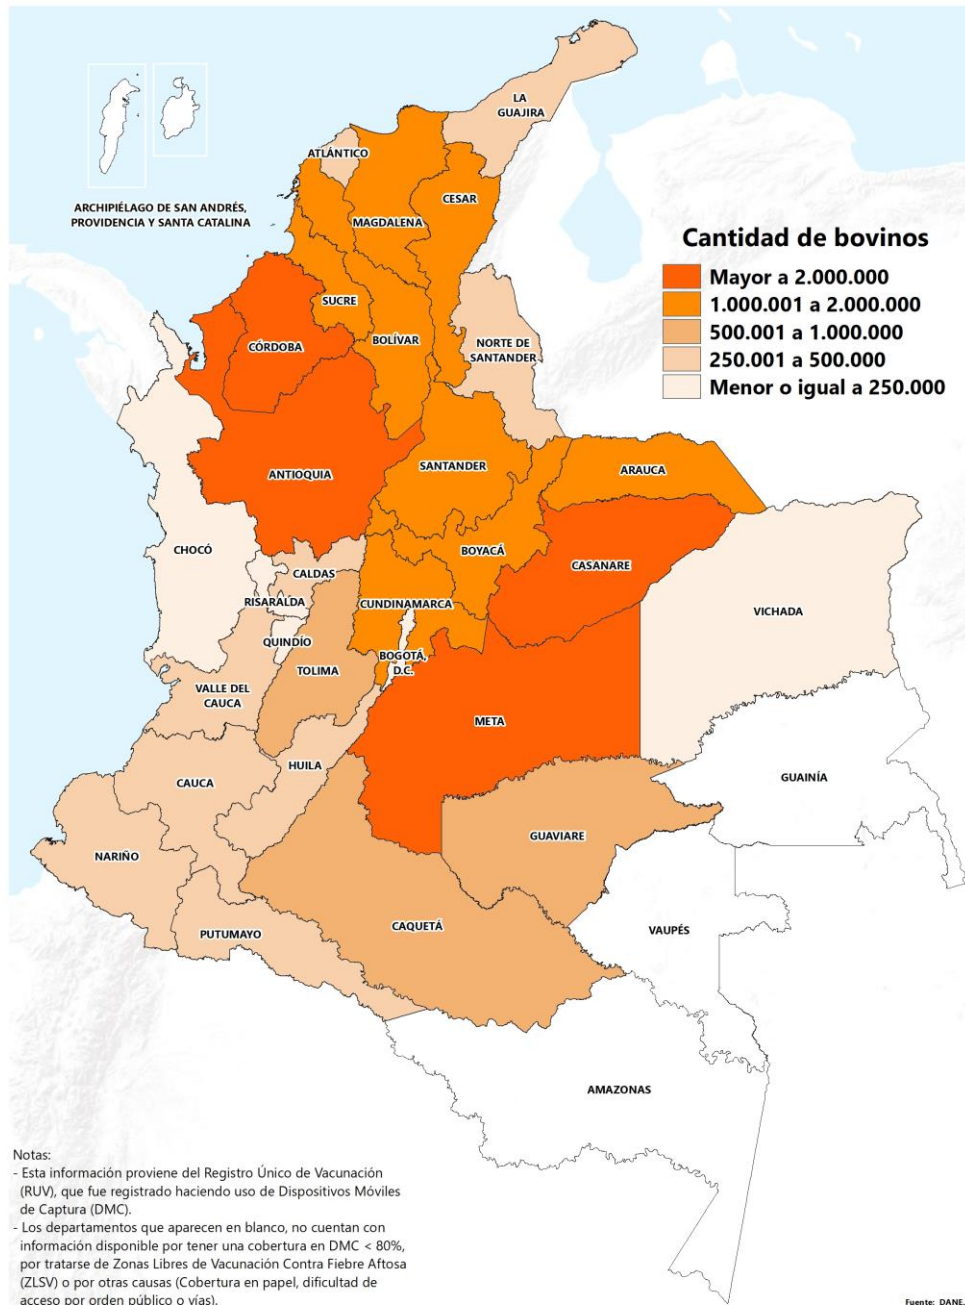 LA
GUAJIRA
ATLÁNTICO
CESAR
MAGDALENA
ARCHIPIÉLAGO DE SAN ANDRÉS,
PROVIDENCIA Y SANTA CATALINA
Cantidad de bovinos
Mayor a 2.000.000
1.000.001 a 2.000.000
500.001 a 1.000.000
250.001 a 500.000
Menor o igual a 250.000
SUCRE
BOLÍVAR
CÓRDOBA
NORTE DE
SANTANDER
ANTIOQUIA
SANTANDER
ARAUCA
CHOCÓ
BOYACÁ
CASANARE
CALDAS
RISARALDA
CUNDINAMARCA
VICHADA
QUINDÍO
TOLIMA
BOGOTÁ,
D.C.
VALLE DEL
CAUCA
META
HUILA
CAUCA
GUAINÍA
GUAVIARE
NARIÑO
CAQUETÁ
VAUPÉS
PUTUMAYO
AMAZONAS
Notas:
- Esta información proviene del Registro Único de Vacunación
(RUV), que fue registrado haciendo uso de Dispositivos Móviles
de Captura (DMC).
- Los departamentos que aparecen en blanco, no cuentan con
información disponible por tener una cobertura en DMC < 80%,
por tratarse de Zonas Libres de Vacunación Contra Fiebre Aftosa
(ZLSV) o por otras causas (Cobertura en papel, dificultad de
acceso por orden público o vías).
Fuente: DANE.